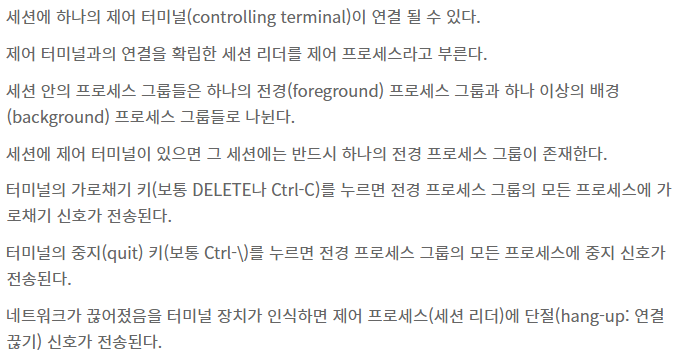 세션에 하나의 제어 터미널(controlling terminal)이 연결 될 수 있다.
제어 터미널과의 연결을 확립한 세션 리더를 제어 프로세스라고 부른다.
세션 안의 프로세스 그룹들은 하나의 전경(foreground) 프로세스 그룹과 하나 이상의 배경
(background) 프로세스 그룹들로 나뉜다.
세션에 제어 터미널이 있으면 그 세션에는 반드시 하나의 전경 프로세스 그룹이 존재한다.
터미널의 가로채기 키(보통 DELETE나 Ctrl-C)를 누르면 전경 프로세스 그룹의 모든 프로세스에 가
로채기 신호가 전송된다.
터미널의 중지(quit) 키(보통 Ctrl-\)를 누르면 전경 프로세스 그룹의 모든 프로세스에 중지 신호가
전송된다.
네트워크가 끊어졌음을 터미널 장치가 인식하면 제어 프로세스(세션 리더)에 단절(hang-up: 연결
끊기) 신호가 전송된다.